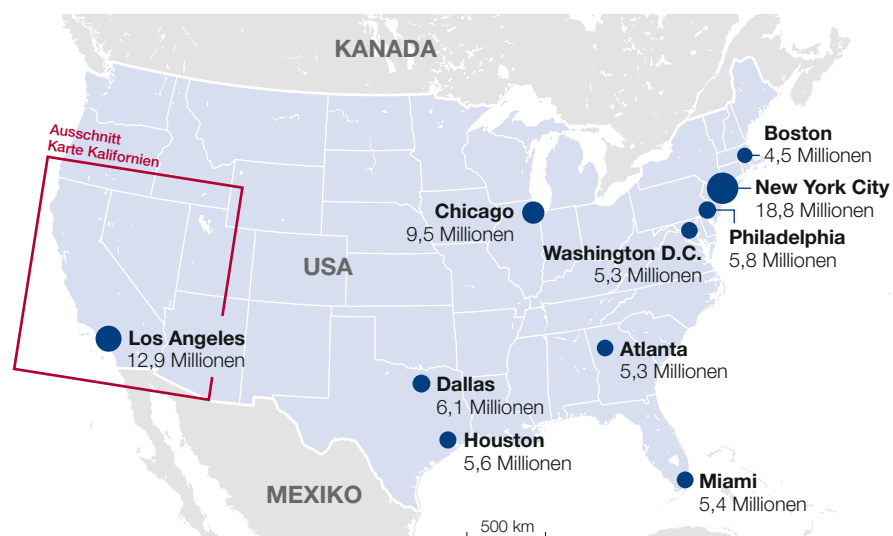 KANADA
Ausschnitt
Karte Kalifornien
Boston
4,5 Millionen
New York City
18,8 Millionen
Chicago
9,5 Millionen
Philadelphia
5,8 Millionen
Washington D.C.
5,3 Millionen
USA
Los Angeles
12,9 Millionen
Atlanta
5,3 Millionen
Dallas
6,1 Millionen
Houston
5,6 Millionen
Miami
5,4 Millionen
MEXIKO
500 km